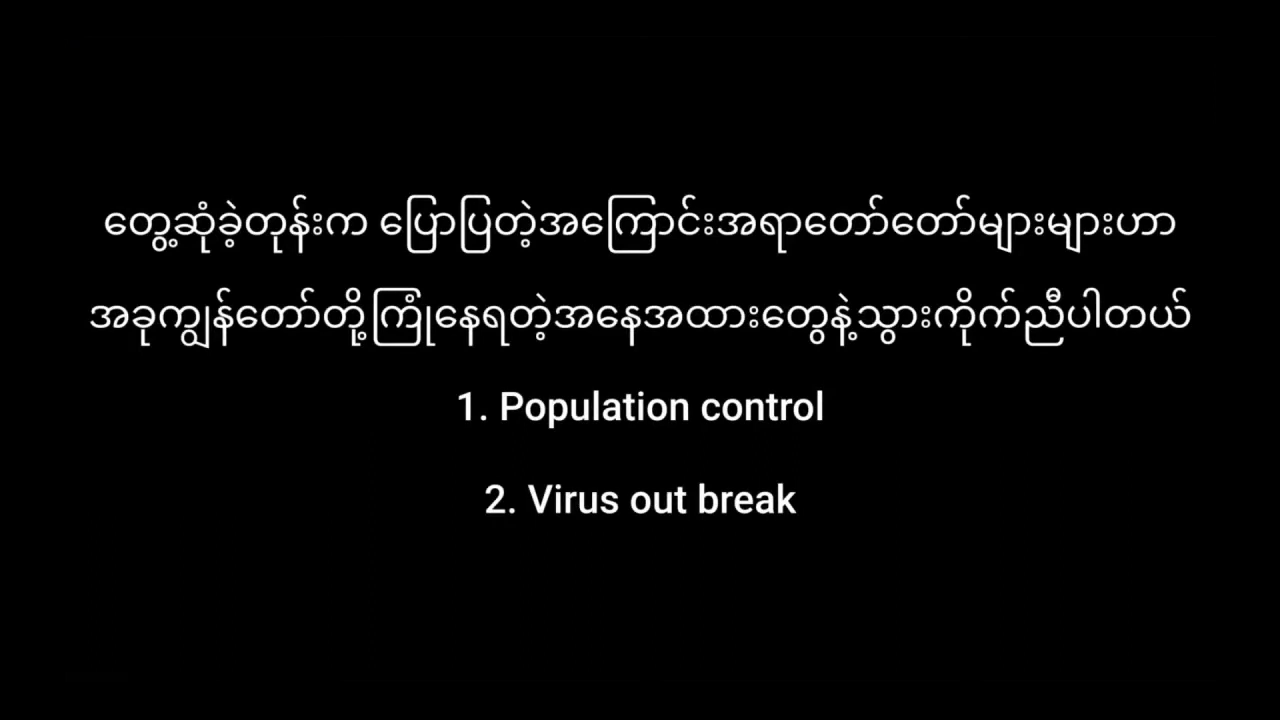 တွေ့ဆုံခဲ့တုန်းက ပြောပြတဲ့အကြောင်းအရာတော်တော်များများဟာ
အခုကျွန်တော်တို့ကြုံနေရတဲ့အနေအထားတွေနဲ့သွားကိုက်ညီပါတယ်
1. Population control
2. Virus out break